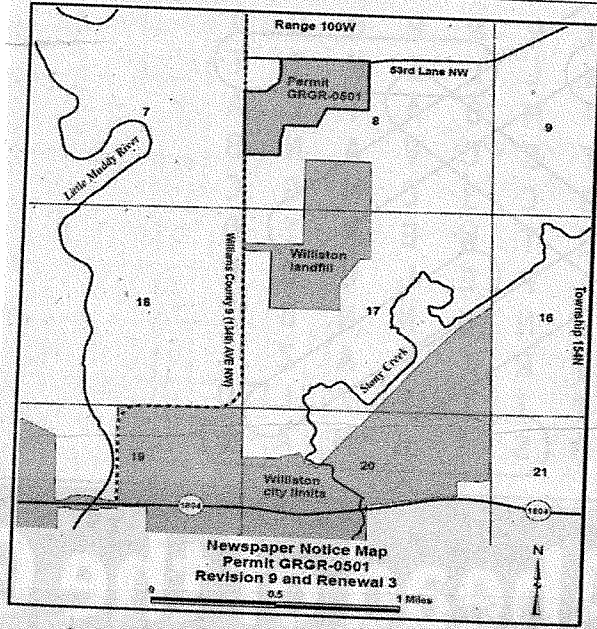 Range 100W
53rd Lane NW
Permit
GRGR-0501
7
8
9
Little Muddy River
Williston
landfill
Williams County 9 (134th AVE NW)
18
17
16
Township 154N
Stony Creek
19
20
21
Williston
city limits
1804
1804
Newspaper Notice Map
Permit GRGR-0501
Revision 9 and Renewal 3
N
0
0.5
1 Miles